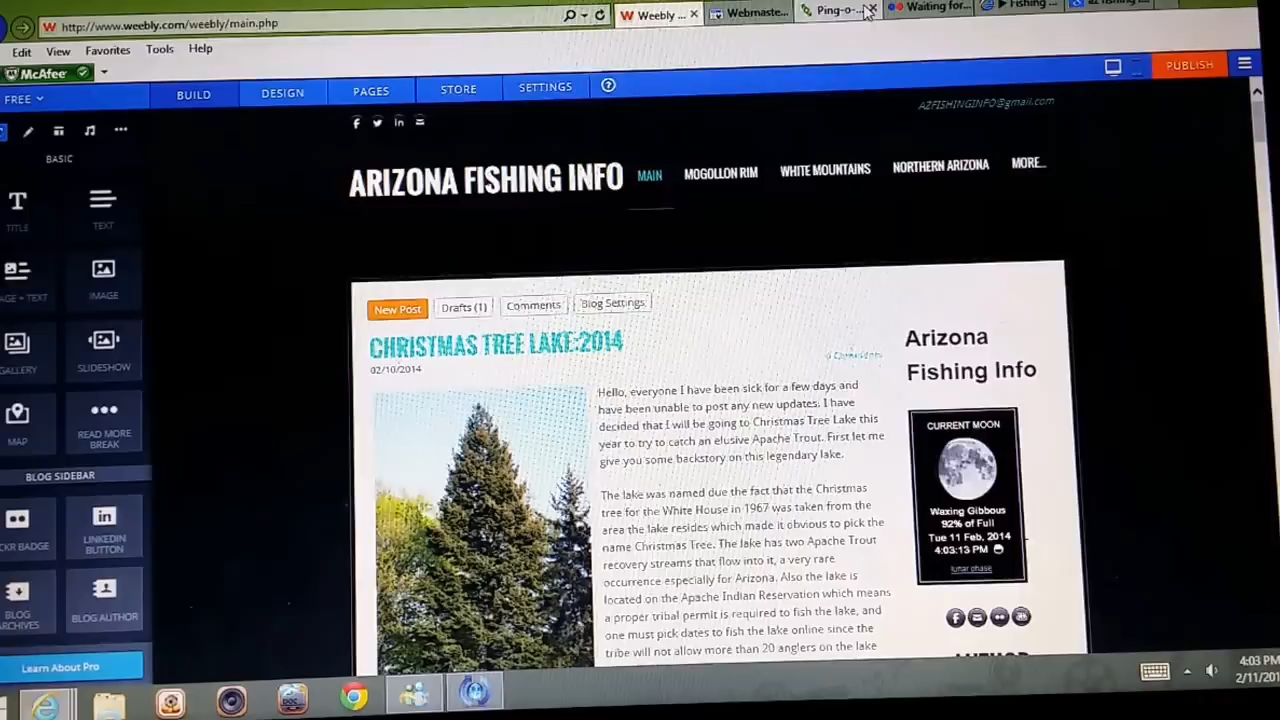 http://www.weebly.com/weebly/main.php
Weebly ...
Webmaste...
Ping-o-...
Waiting for...
Fishing ...
Edit View Favorites Tools Help
McAfee
FREE
BUILD
DESIGN
PAGES
STORE
SETTINGS
PUBLISH
AZFISHINGINFO@gmail.com
BASIC
ARIZONA FISHING INFO
MAIN
MOGOLLON RIM
WHITE MOUNTAINS
NORTHERN ARIZONA
MORE...
TITLE
TEXT
IMAGE
GALLERY
SLIDESHOW
MAP
READ MORE
BREAK
BLOG SIDEBAR
LINKEDIN
BUTTON
BLOG
ARCHIVES
BLOG AUTHOR
Learn About Pro
New Post
Drafts (1)
Comments
Blog Settings
CHRISTMAS TREE LAKE:2014
02/10/2014
0 Comments
Hello, everyone I have been sick for a few days and
have been unable to post any new updates. I have
decided that I will be going to Christmas Tree Lake this
year to try to catch an elusive Apache Trout. First let me
give you some backstory on this legendary lake.
The lake was named due the fact that the Christmas
tree for the White House in 1967 was taken from the
area the lake resides which made it obvious to pick the
name Christmas Tree. The lake has two Apache Trout
recovery streams that flow into it, a very rare
occurrence especially for Arizona. Also the lake is
located on the Apache Indian Reservation which means
a proper tribal permit is required to fish the lake, and
one must pick dates to fish the lake online since the
tribe will not allow more than 20 anglers on the lake
Arizona
Fishing Info
CURRENT MOON
Waxing Gibbous
92% of Full
Tue 11 Feb, 2014
4:03:13 PM
lunar phase
4:03 PM
2/11/201